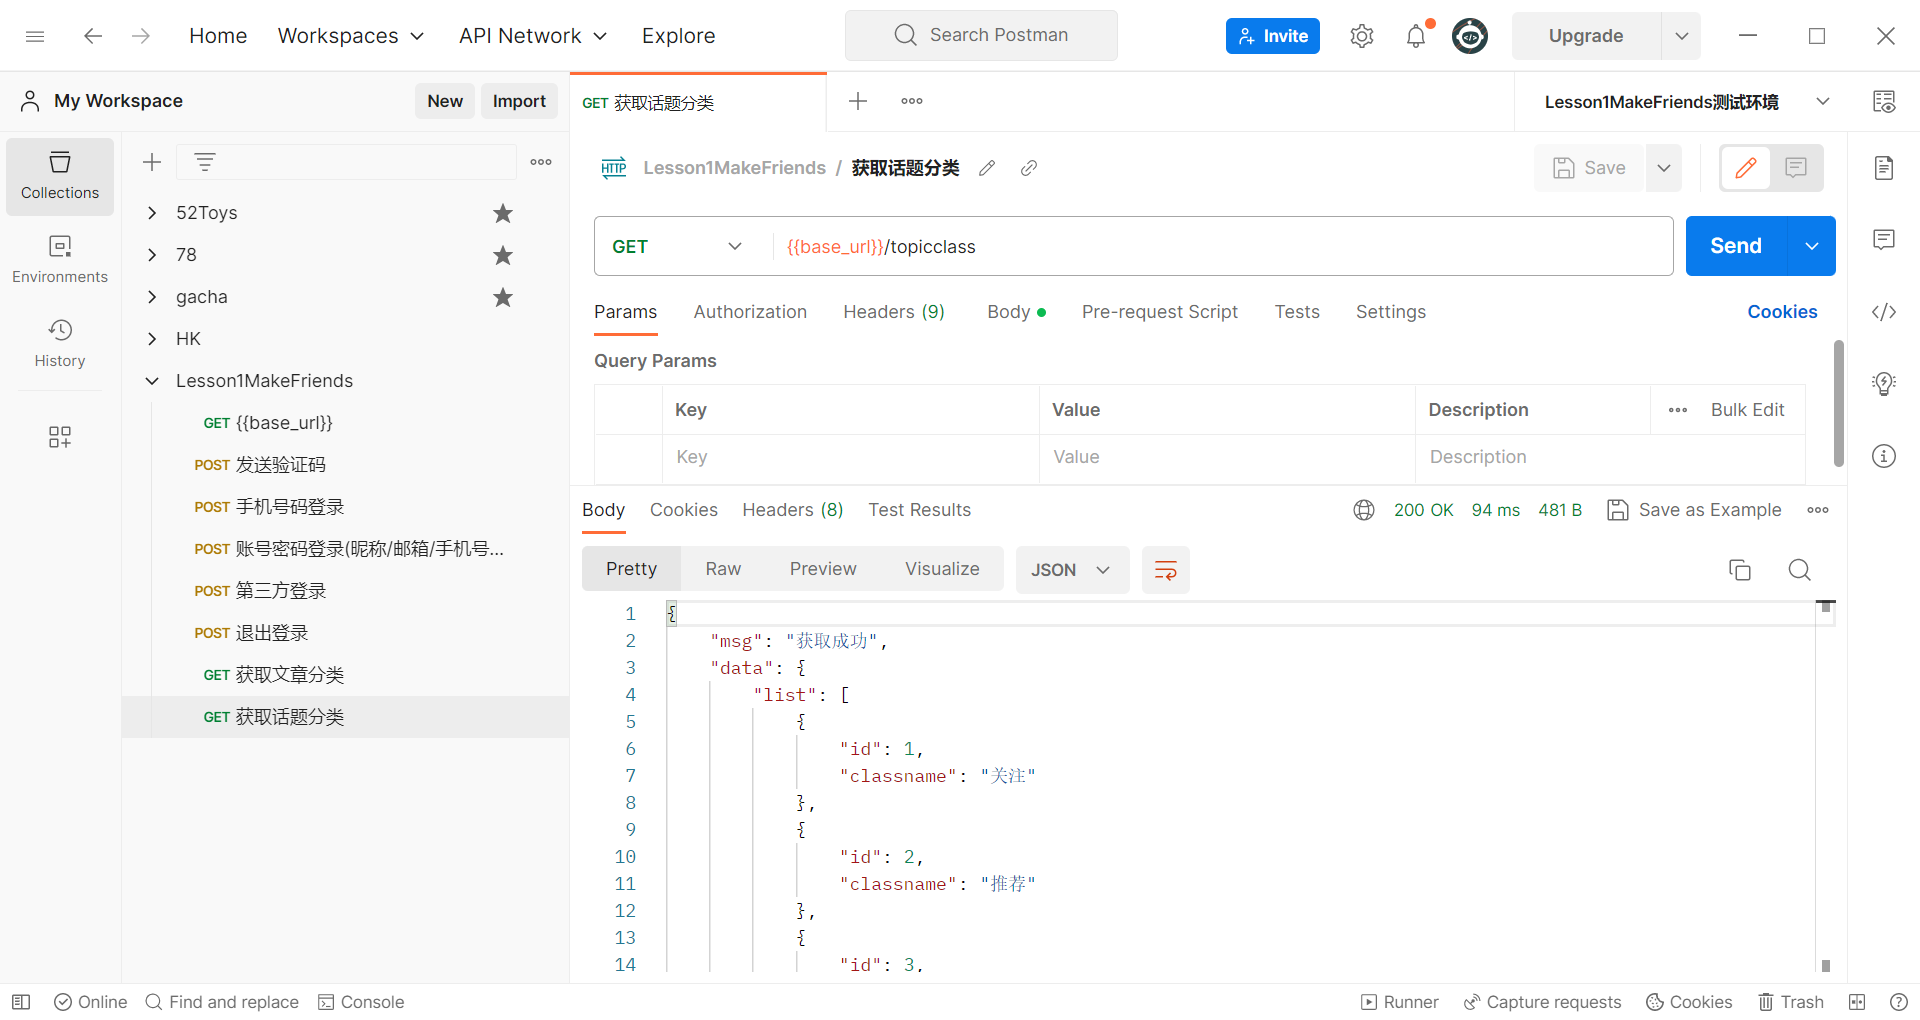 Home Workspaces API Network Explore Search Postman Invite Upgrade
My Workspace New Import
GET 获取话题分类
Lesson1MakeFriends测试环境
Collections
Environments
History
52Toys
78
gacha
HK
Lesson1MakeFriends
GET {{base_url}}
POST 发送验证码
POST 手机号码登录
POST 账号密码登录(昵称/邮箱/手机号...
POST 第三方登录
POST 退出登录
GET 获取文章分类
GET 获取话题分类
HTTP Lesson1MakeFriends / 获取话题分类 Save
GET {{base_url}}/topicclass Send
Params Authorization Headers (9) Body Pre-request Script Tests Settings Cookies
Query Params
Key Value Description Bulk Edit
Key Value Description
Body Cookies Headers (8) Test Results 200 OK 94 ms 481 B Save as Example
Pretty Raw Preview Visualize JSON
1 {
2 "msg": "获取成功",
3 "data": {
4 "list": [
5 {
6 "id": 1,
7 "classname": "关注"
8 },
9 {
10 "id": 2,
11 "classname": "推荐"
12 },
13 {
14 "id": 3,
Online Find and replace Console Runner Capture requests Cookies Trash